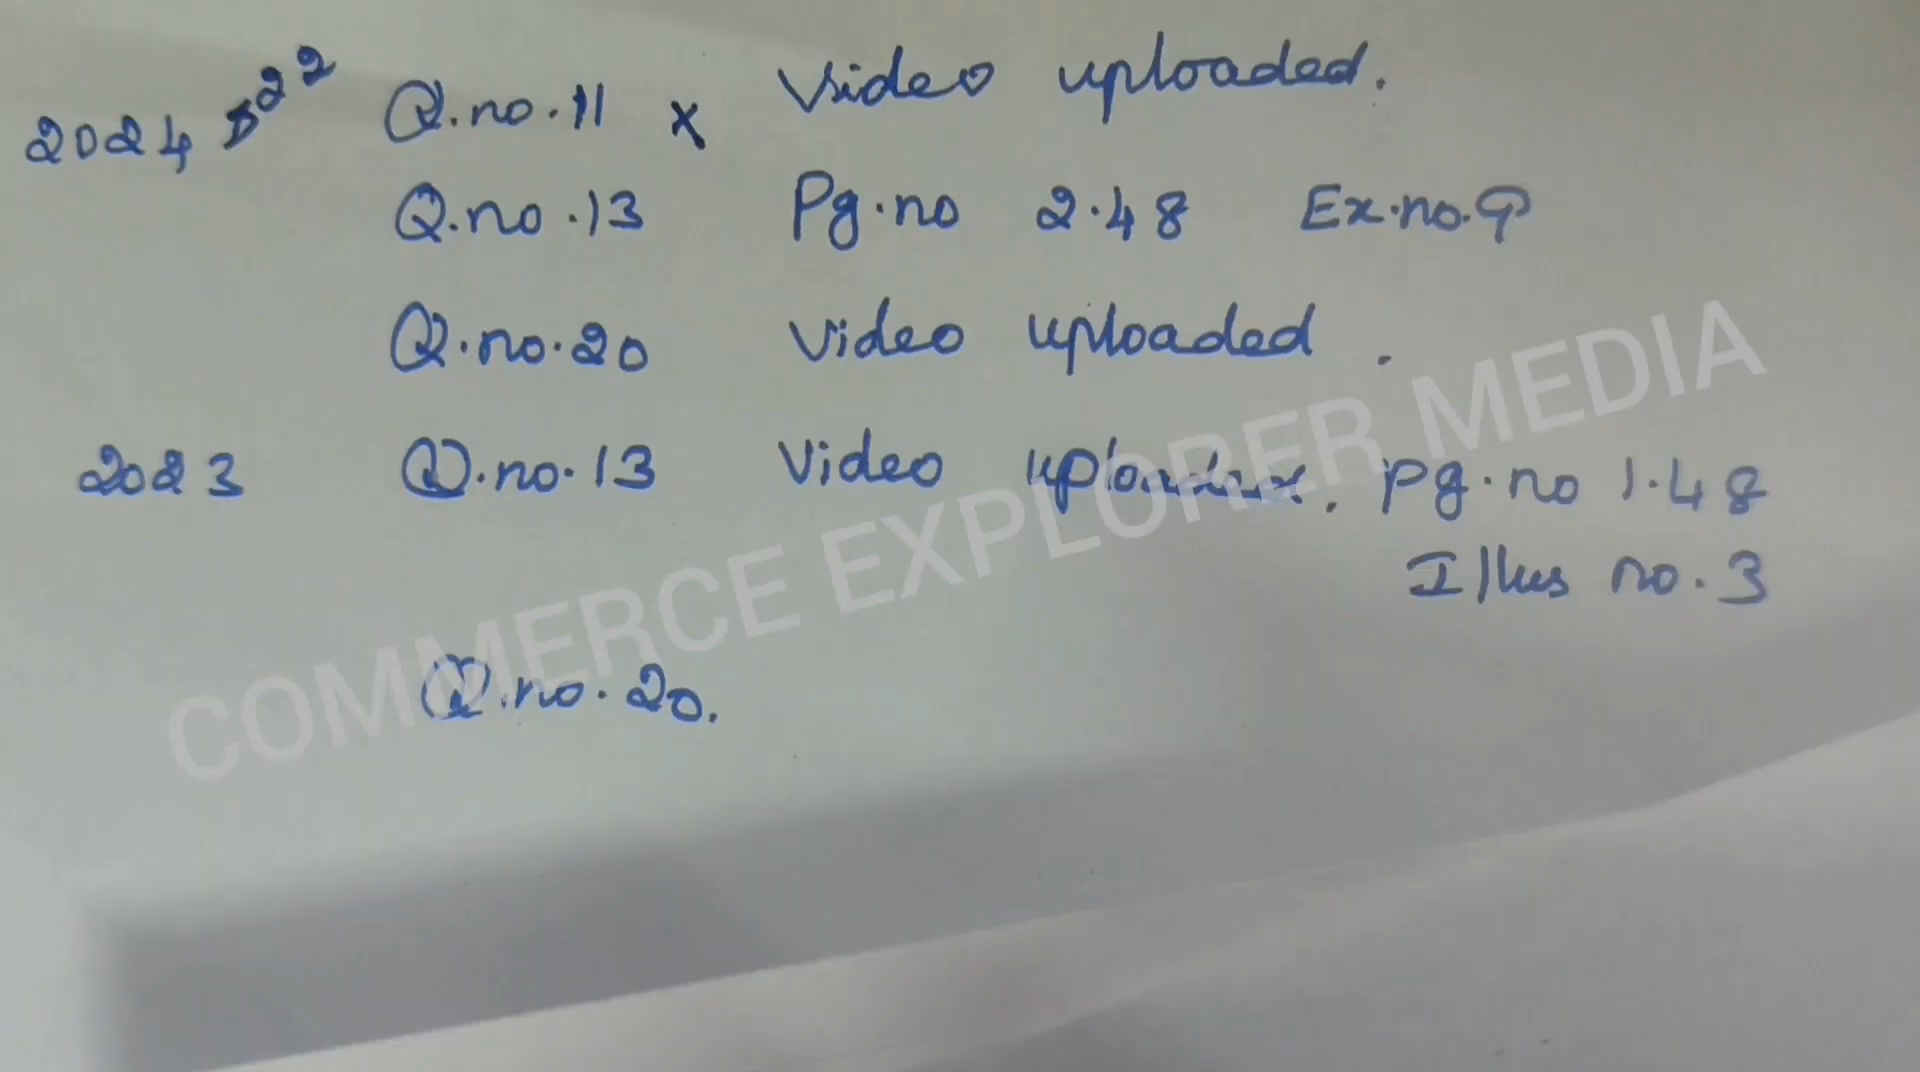 2024 22 Q.no.11 x Video uploaded.
Q.no.13 Pg.no 2.48 Ex.no.9
Q.no.20 Video uploaded.
2023 Q.no.13 Video uploaded. Pg.no 1.48
Illus no.3
Q.no.20.
COMMERCE EXPLORER MEDIA